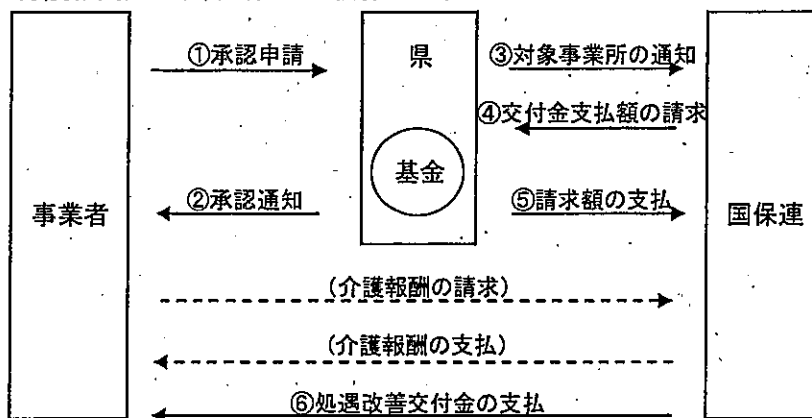 ①承認申請
県
③対象事業所の通知
④交付金支払額の請求
基金
事業者
②承認通知
⑤請求額の支払
国保連
(介護報酬の請求)
(介護報酬の支払)
⑥処遇改善交付金の支払